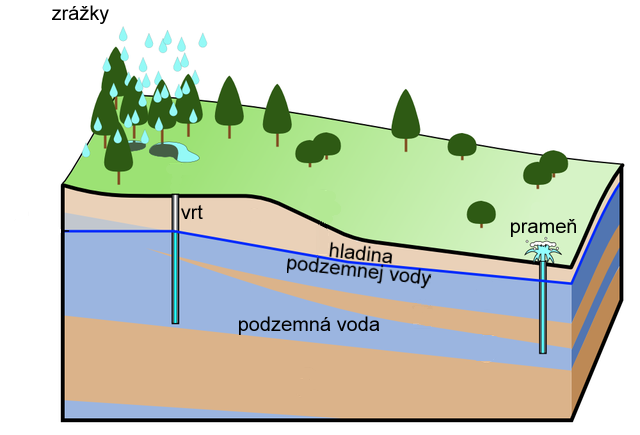 zrážky
vrt
prameň
hladina
podzemnej vody
podzemná voda